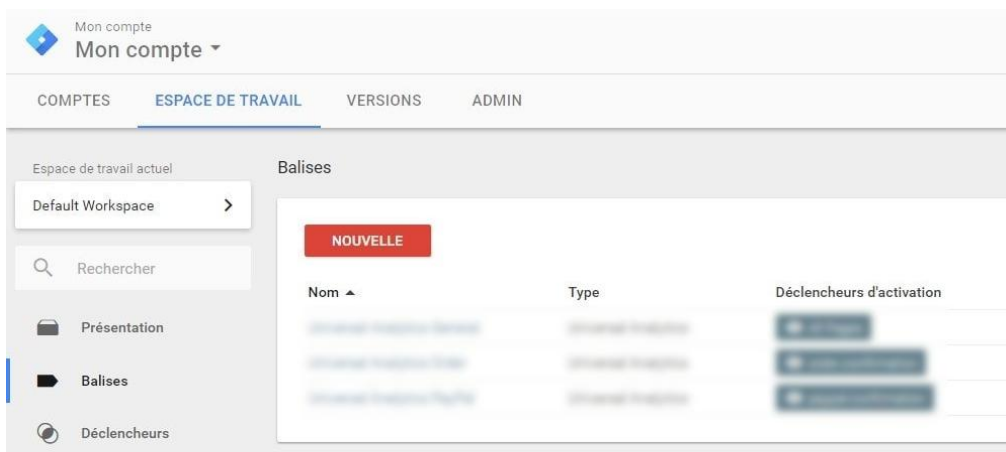 Mon compte
Mon compte
COMPTES ESPACE DE TRAVAIL VERSIONS ADMIN
Espace de travail actuel
Default Workspace
Rechercher
Présentation
Balises
Déclencheurs
Balises
NOUVELLE
Nom Type Déclencheurs d'activation